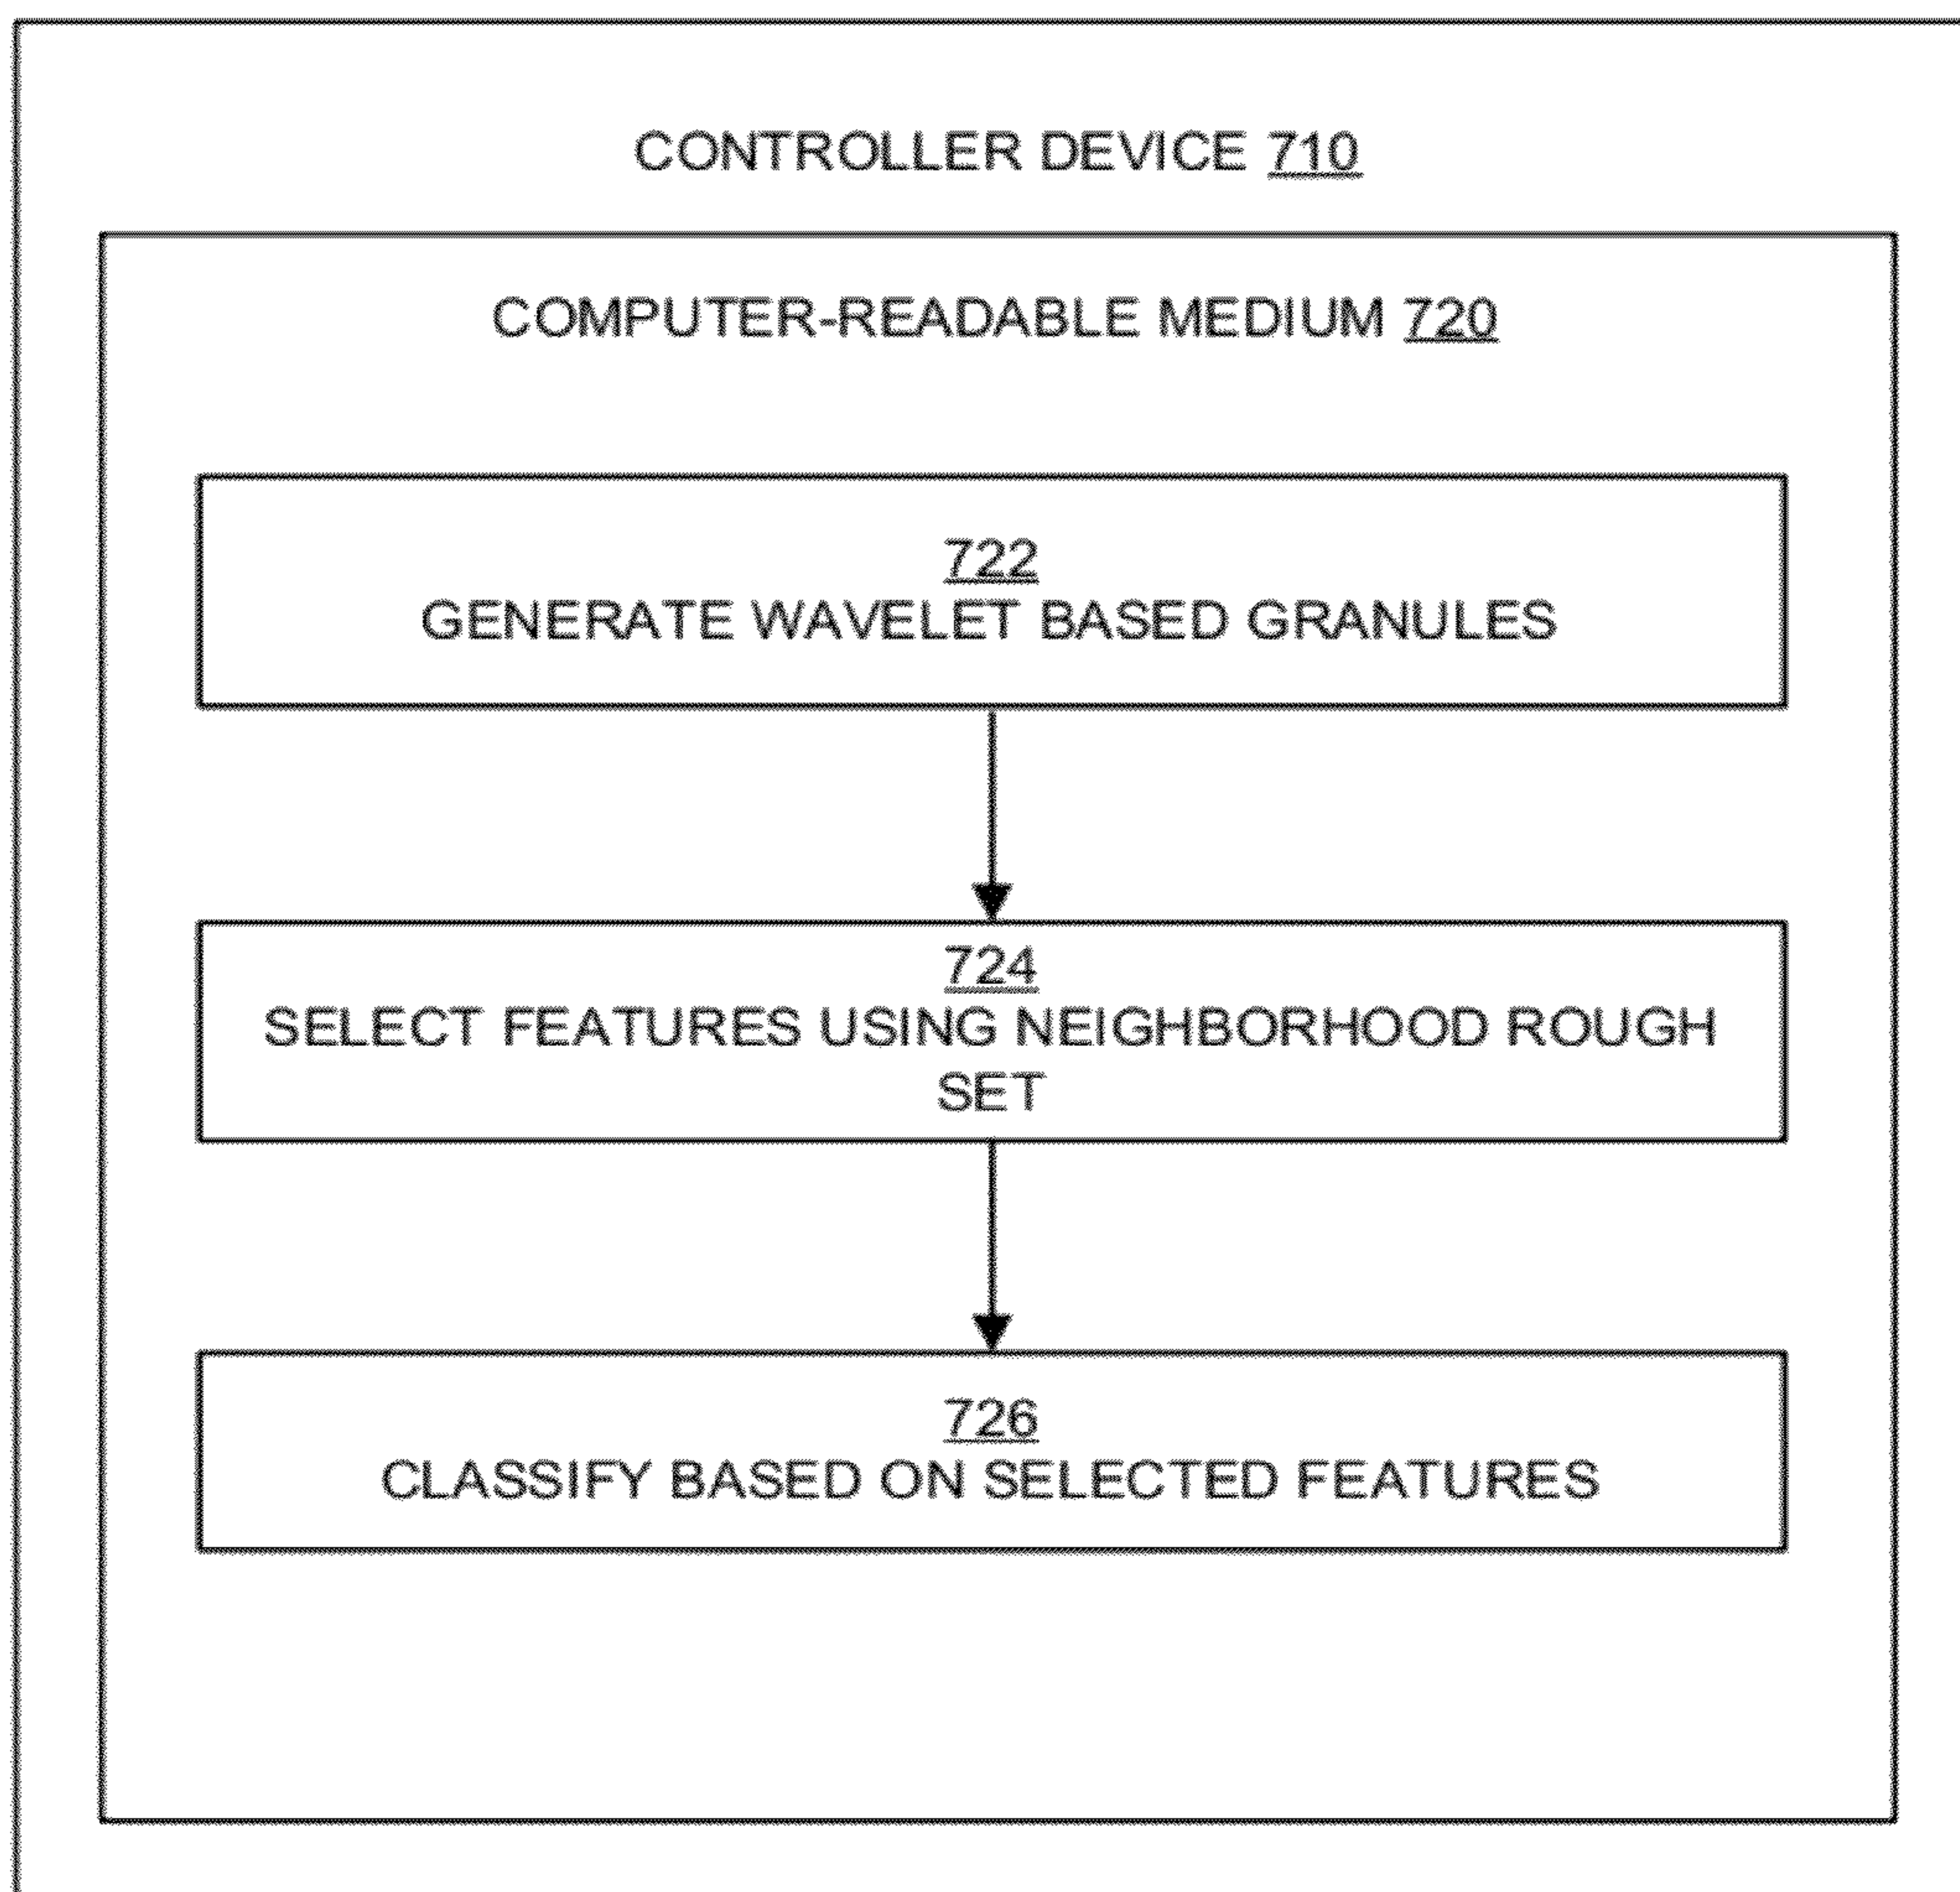 CONTROLLER DEVICE 710
COMPUTER-READABLE MEDIUM 720
722
GENERATE WAVELET BASED GRANULES
724
SELECT FEATURES USING NEIGHBORHOOD ROUGH
SET
726
CLASSIFY BASED ON SELECTED FEATURES